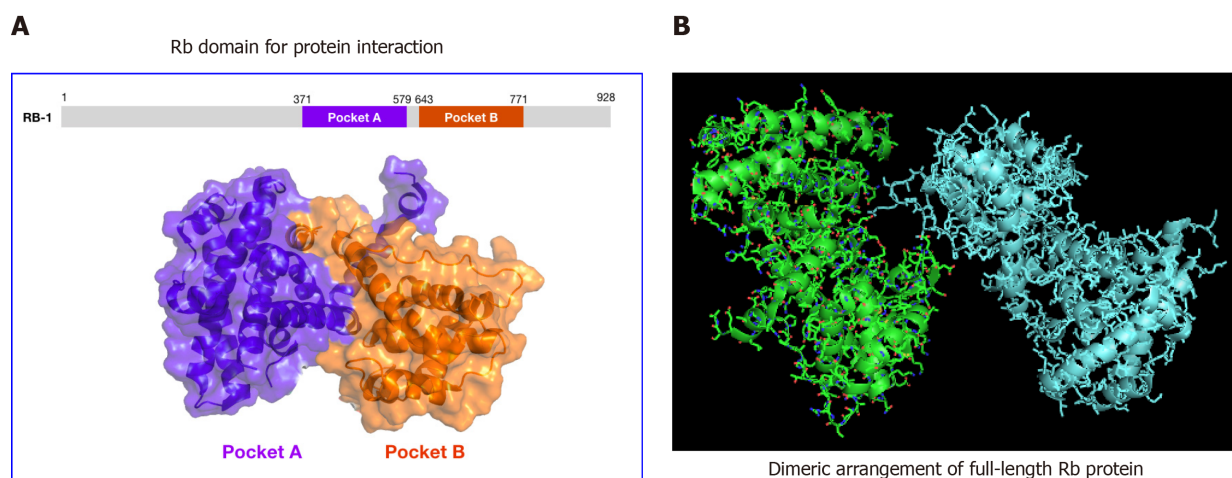 A
Rb domain for protein interaction
1 371 579 643 771 928
RB-1 Pocket A Pocket B
Pocket A Pocket B
B
Dimeric arrangement of full-length Rb protein